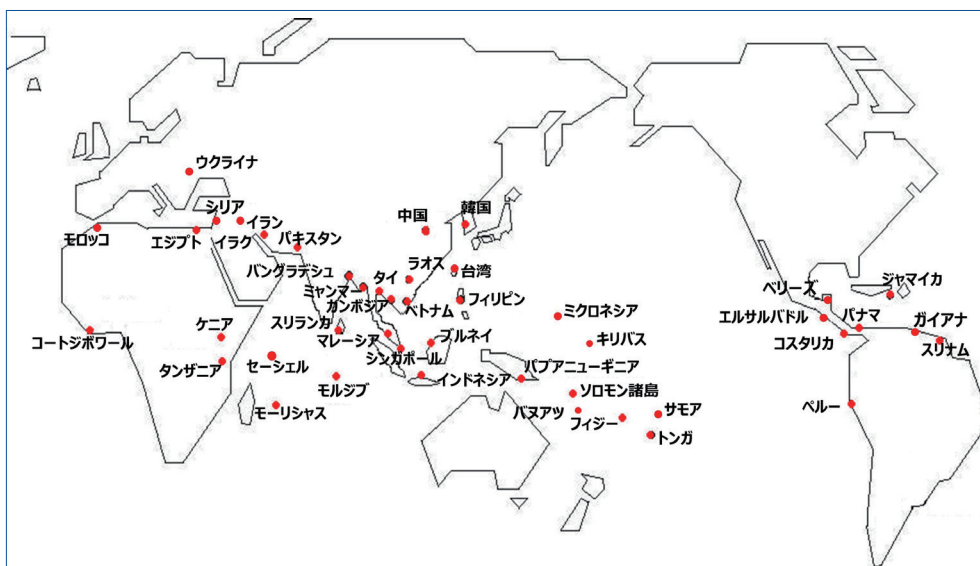 ウクライナ
シリア
イラン
中国
韓国
モロッコ
エジプト
イラク
パキスタン
バングラデシュ
タイ
ラオス
台湾
ミャンマー
カンボジア
ベトナム
フィリピン
ベリーズ
ジャマイカ
コートジボワール
ケニア
スリランカ
マレーシア
ブルネイ
ミクロネシア
エルサルバドル
パナマ
ガイアナ
コスタリカ
スリナム
タンザニア
セーシェル
シンガポール
キリバス
モルジブ
インドネシア
パプアニューギニア
モーリシャス
ソロモン諸島
バヌアツ
フィジー
サモア
トンガ
ペルー